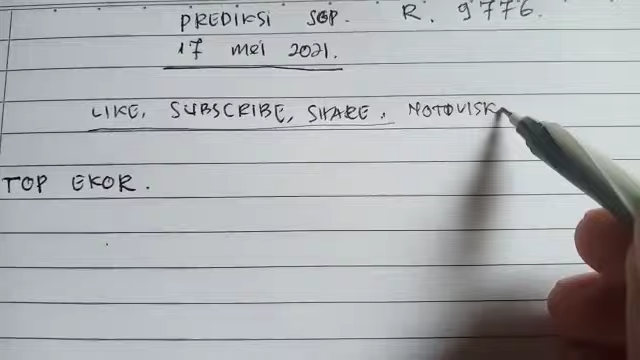 PREDIKSI SGP. R. 9776.
17 mei 2021.
LIKE, SUBSCRIBE, SHARE. NOTOVISK
TOP EKOR.